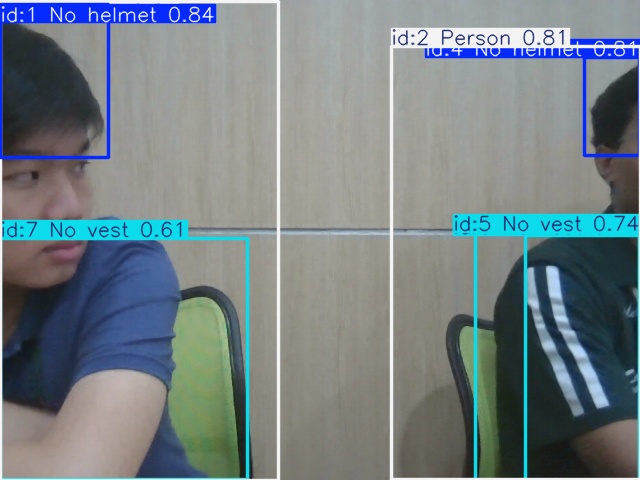 id:1 No helmet 0.84
id:2 Person 0.81
id:4 No helmet 0.81
id:7 No vest 0.61
id:5 No vest 0.74